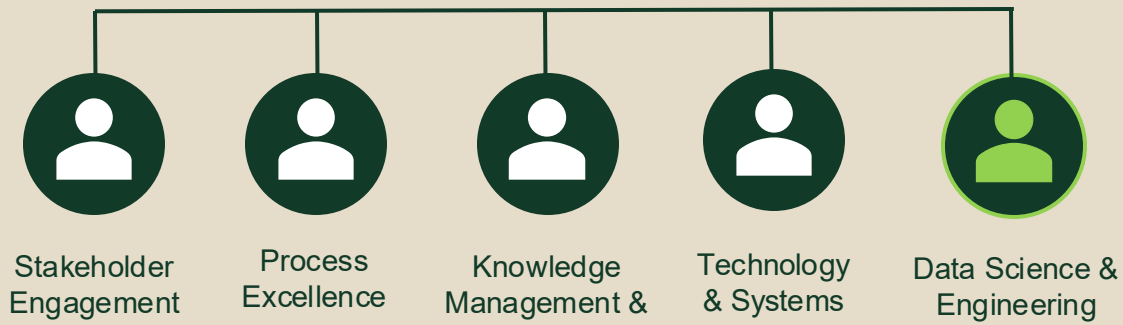 Stakeholder
Engagement
Process
Excellence
Knowledge
Management &
Technology
& Systems
Data Science &
Engineering